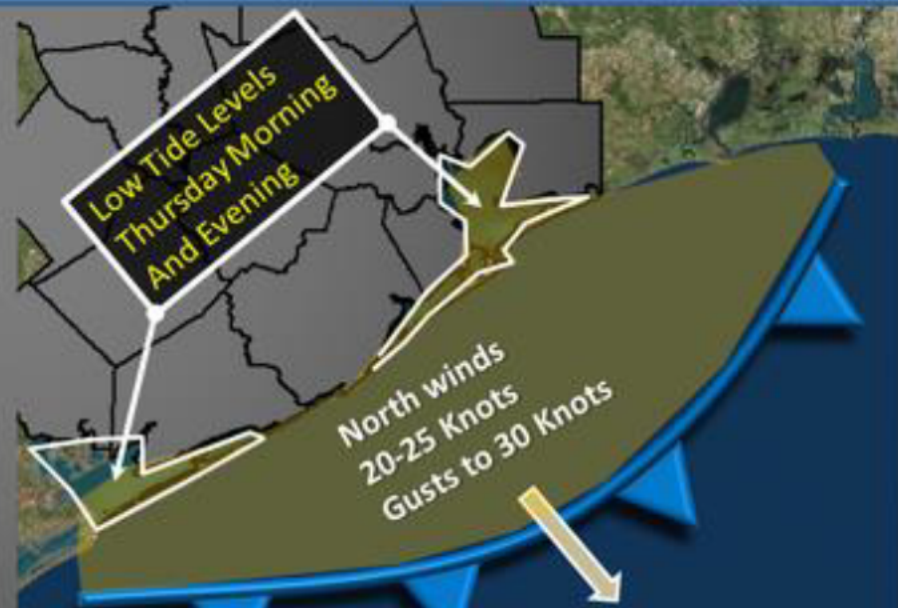 Low Tide Levels
Thursday Morning
And Evening
North winds
20-25 Knots
Gusts to 30 Knots